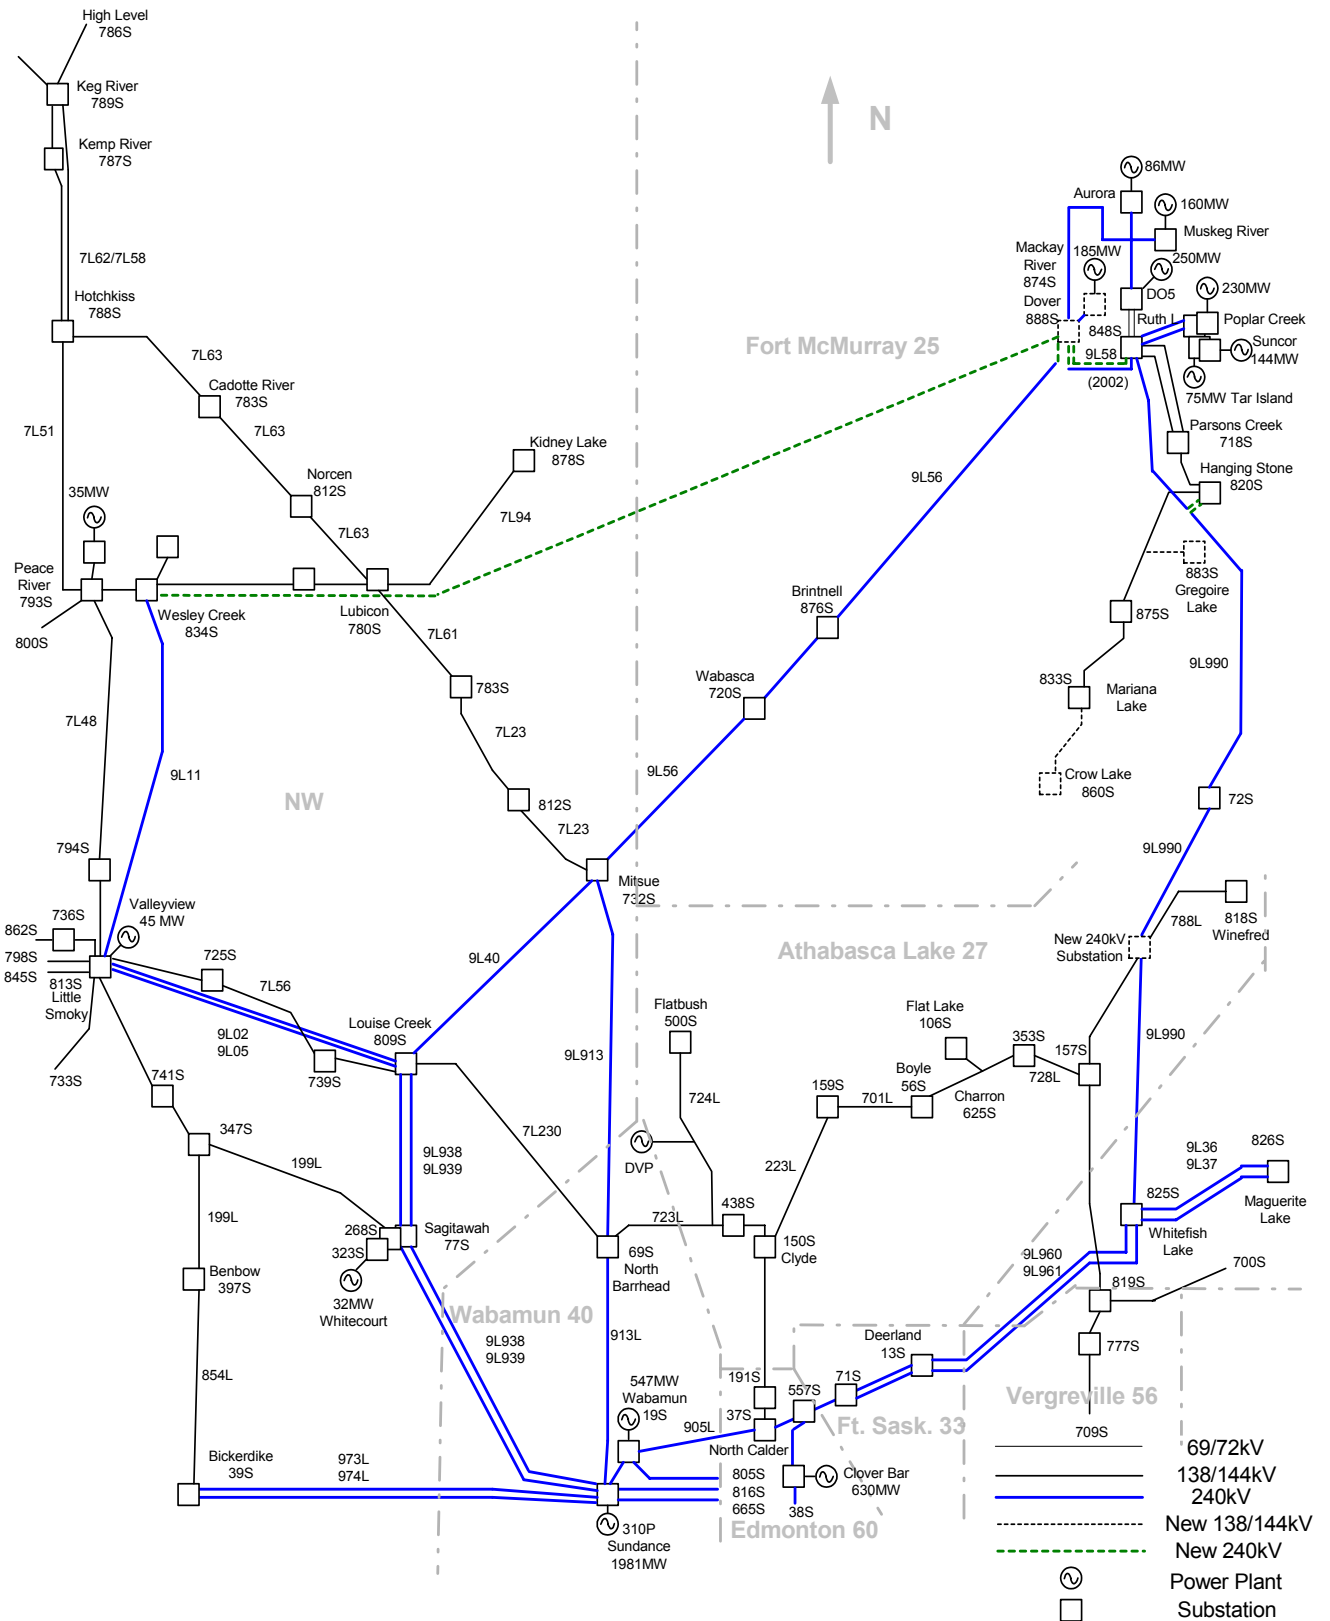 High Level
786S
Keg River
789S
Kemp River
787S
7L62/7L58
Hotchkiss
788S
7L63
Cadotte River
783S
7L63
7L51
Norcen
812S
7L63
Kidney Lake
878S
7L94
35MW
Peace
River
793S
800S
Wesley Creek
834S
Lubicon
780S
7L61
783S
7L23
7L48
9L11
NW
812S
7L23
794S
Valleyview
45 MW
736S
862S
798S
845S
813S
Little
Smoky
733S
725S
7L56
9L02
9L05
Louise Creek
809S
739S
741S
347S
199L
199L
9L938
9L939
268S
323S
Sagitawah
77S
32MW
Whitecourt
Benbow
397S
854L
Bickerdike
39S
973L
974L
9L938
9L939
N
Fort McMurray 25
86MW
Aurora
160MW
Muskeg River
Mackay
River
874S
185MW
250MW
Dover
888S
DO5
230MW
848S
Ruth L
Poplar Creek
9L58
Suncor
144MW
(2002)
75MW Tar Island
Parsons Creek
718S
Hanging Stone
820S
9L56
883S
Gregoire
Lake
875S
Brintnell
876S
9L990
833S
Mariana
Lake
Wabasca
720S
9L56
Crow Lake
860S
72S
9L990
Mitsue
732S
788L
818S
Winefred
New 240kV
Substation
Athabasca Lake 27
9L40
9L913
Flatbush
500S
Flat Lake
106S
353S
157S
728L
9L990
Boyle
56S
Charron
625S
159S
701L
724L
7L230
DVP
223L
9L36
9L37
826S
Maguerite
Lake
825S
Whitefish
Lake
438S
723L
69S
North
Barrhead
150S
Clyde
9L960
9L961
700S
819S
Wabamun 40
913L
Deerland
13S
777S
547MW
Wabamun
19S
191S
37S
557S
71S
Vergreville 56
905L
North Calder
Ft. Sask. 33
709S
805S
816S
665S
Clover Bar
630MW
38S
Edmonton 60
310P
Sundance
1981MW
69/72kV
138/144kV
240kV
New 138/144kV
New 240kV
Power Plant
Substation